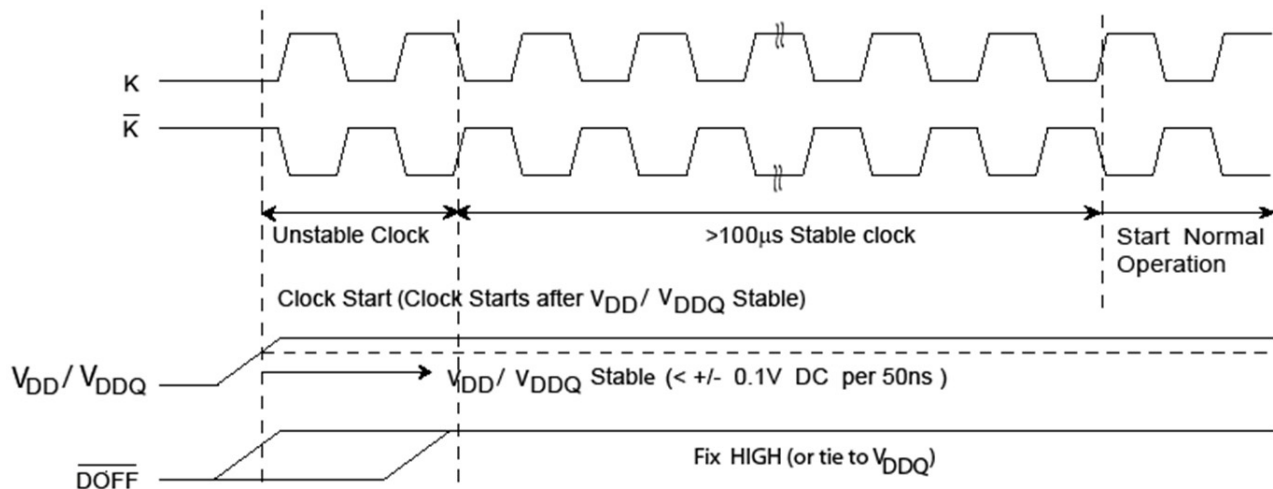 K
K̅
Unstable Clock
>100μs Stable clock
Start Normal
Operation
Clock Start (Clock Starts after VDD/ VDDQ Stable)
VDD/ VDDQ
VDD/ VDDQ Stable (< +/- 0.1V DC per 50ns )
D̅O̅F̅F̅
Fix HIGH (or tie to VDDQ)